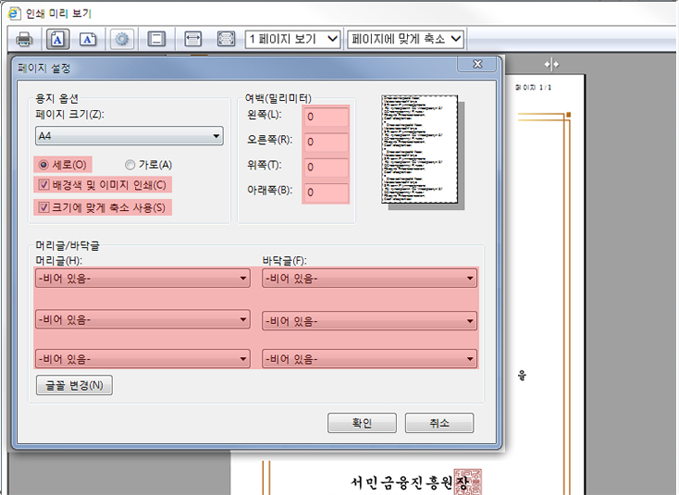 인쇄 미리 보기
1 페이지 보기 페이지에 맞게 축소
페이지 설정
페이지 1/1
용지 옵션
페이지 크기(Z):
A4
세로(O) 가로(A)
배경색 및 이미지 인쇄(C)
크기에 맞게 축소 사용(S)
여백(밀리미터)
왼쪽(L): 0
오른쪽(R): 0
위쪽(T): 0
아래쪽(B): 0
머리글/바닥글
머리글(H): 바닥글(F):
-비어 있음- -비어 있음-
-비어 있음- -비어 있음-
-비어 있음- -비어 있음-
글꼴 변경(N)
을
확인 취소
서민금융진흥원장